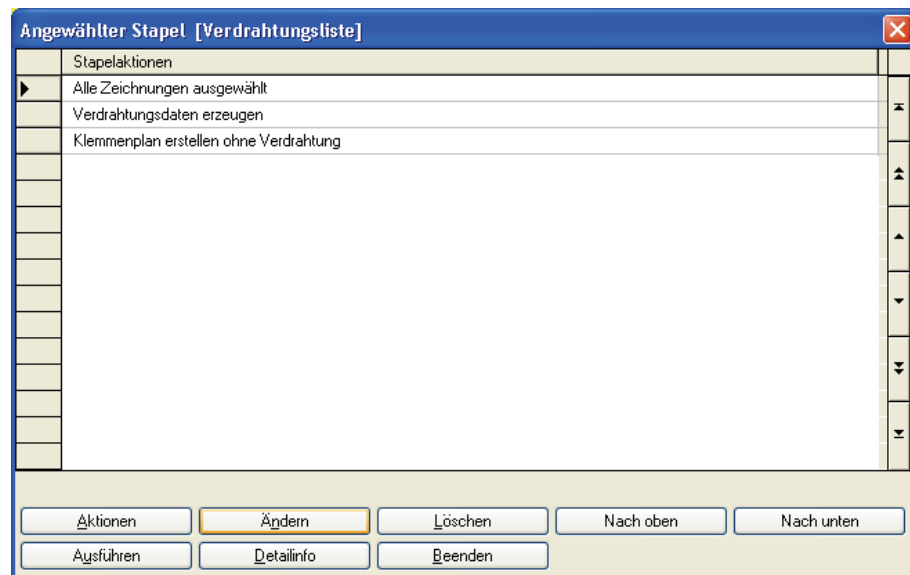 Angewählter Stapel [Verdrahtungsliste]
Stapelaktionen
Alle Zeichnungen ausgewählt
Verdrahtungsdaten erzeugen
Klemmenplan erstellen ohne Verdrahtung
Aktionen Ändern Löschen Nach oben Nach unten
Ausführen Detailinfo Beenden